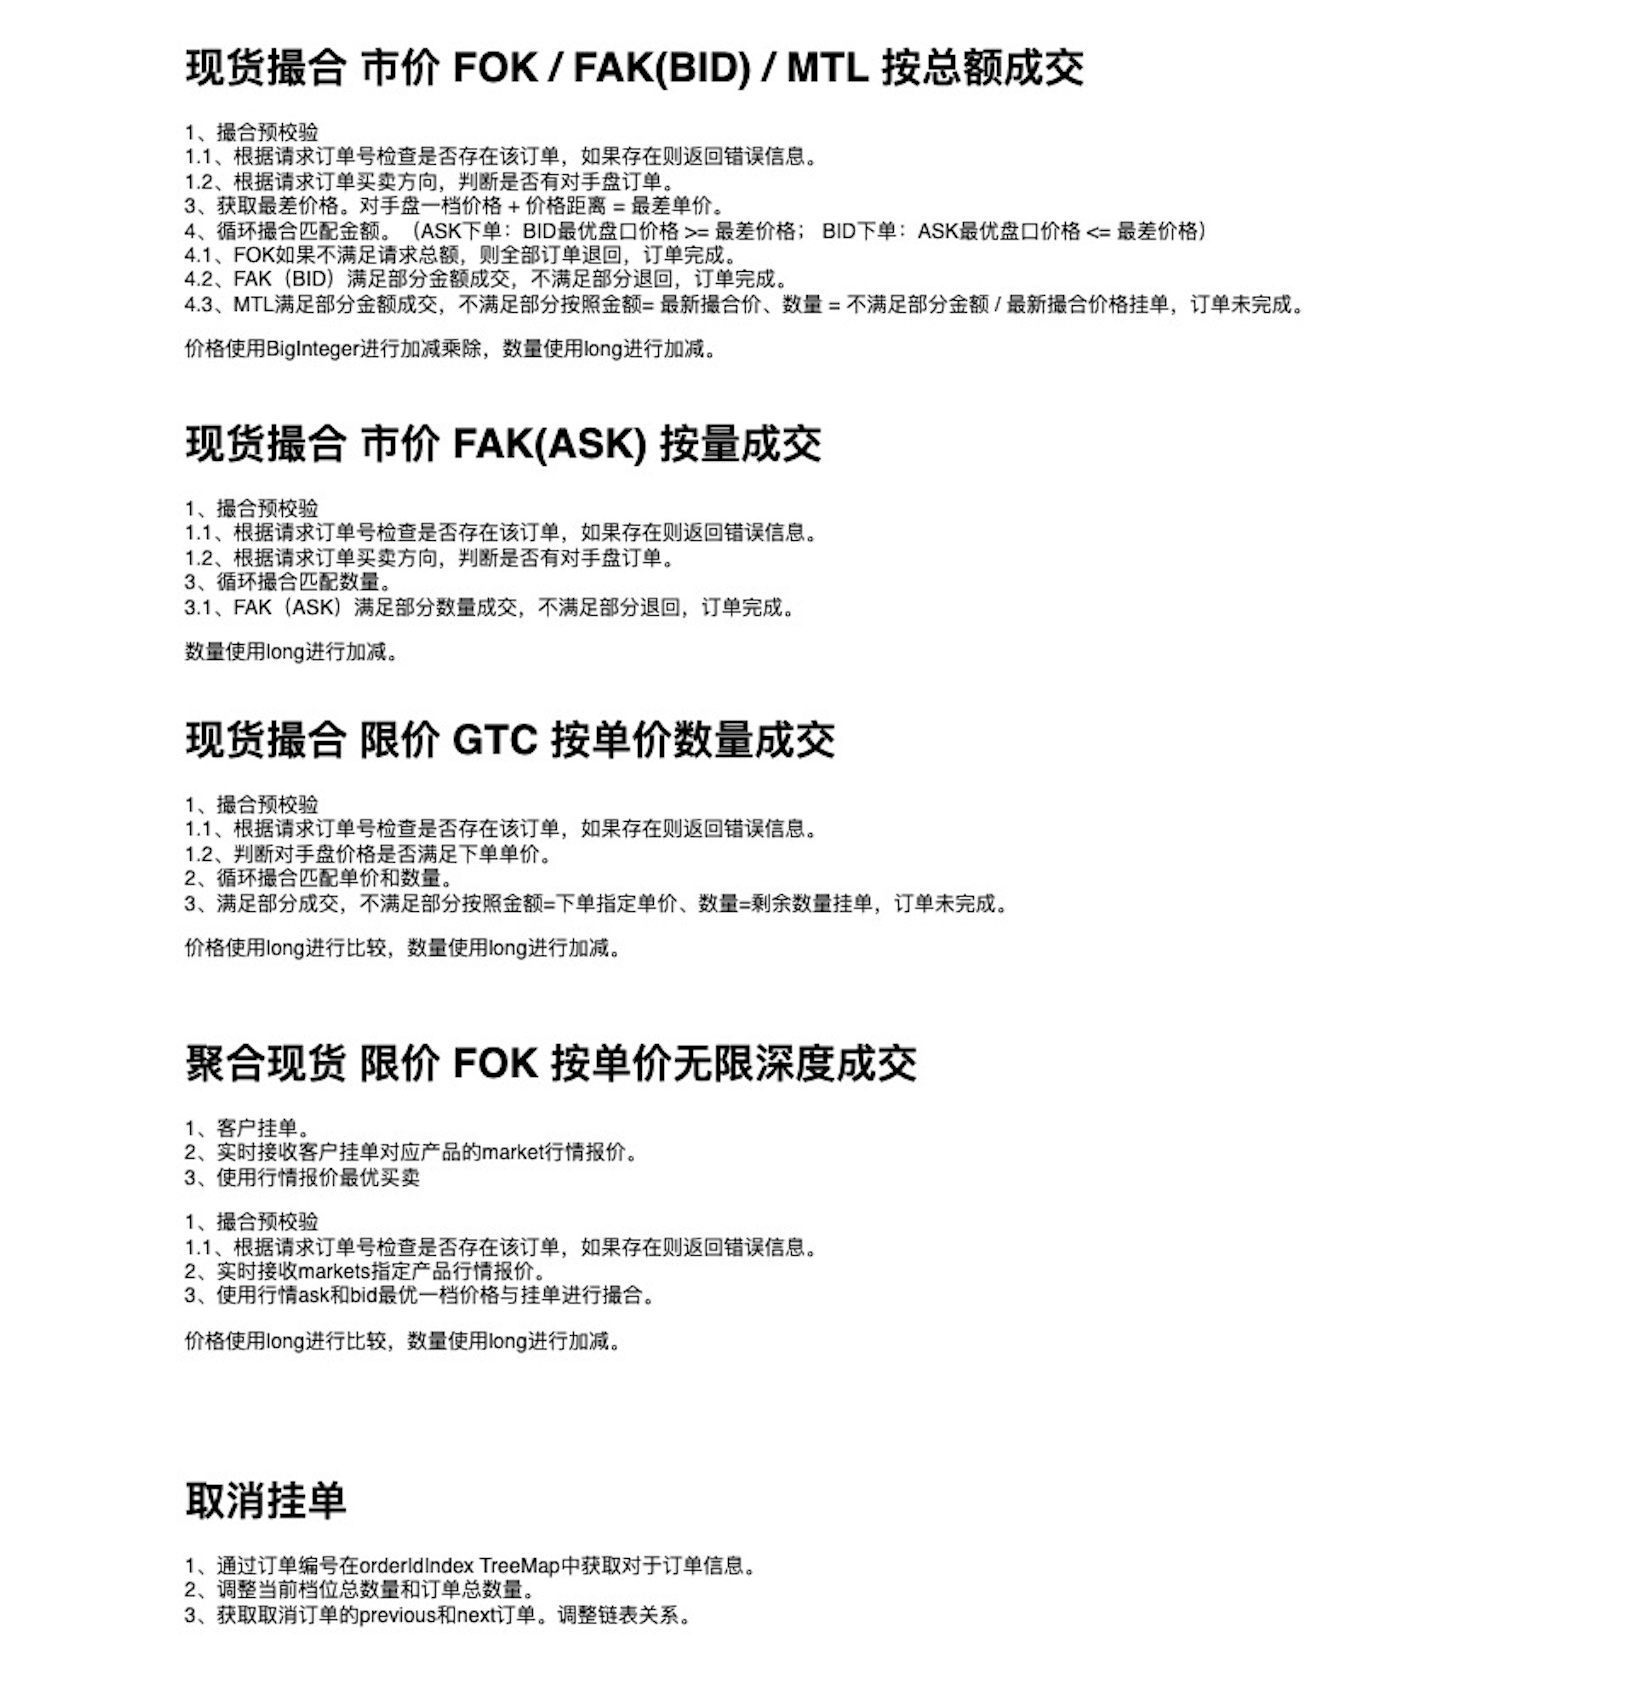 现货撮合 市价 FOK / FAK(BID) / MTL 按总额成交
1、撮合预校验
1.1、根据请求订单号检查是否存在该订单，如果存在则返回错误信息。
1.2、根据请求订单买卖方向，判断是否有对手盘订单。
3、获取最差价格。对手盘一档价格 + 价格距离 = 最差单价。
4、循环撮合匹配金额。（ASK下单：BID最优盘口价格 >= 最差价格； BID下单：ASK最优盘口价格 <= 最差价格）
4.1、FOK如果不满足请求总额，则全部订单退回，订单完成。
4.2、FAK（BID）满足部分金额成交，不满足部分退回，订单完成。
4.3、MTL满足部分金额成交，不满足部分按照金额= 最新撮合价、数量 = 不满足部分金额 / 最新撮合价格挂单，订单未完成。
价格使用BigInteger进行加减乘除，数量使用long进行加减。
现货撮合 市价 FAK(ASK) 按量成交
1、撮合预校验
1.1、根据请求订单号检查是否存在该订单，如果存在则返回错误信息。
1.2、根据请求订单买卖方向，判断是否有对手盘订单。
3、循环撮合匹配数量。
3.1、FAK（ASK）满足部分数量成交，不满足部分退回，订单完成。
数量使用long进行加减。
现货撮合 限价 GTC 按单价数量成交
1、撮合预校验
1.1、根据请求订单号检查是否存在该订单，如果存在则返回错误信息。
1.2、判断对手盘价格是否满足下单单价。
2、循环撮合匹配单价和数量。
3、满足部分成交，不满足部分按照金额=下单指定单价、数量=剩余数量挂单，订单未完成。
价格使用long进行比较，数量使用long进行加减。
聚合现货 限价 FOK 按单价无限深度成交
1、客户挂单。
2、实时接收客户挂单对应产品的market行情报价。
3、使用行情报价最优买卖
1、撮合预校验
1.1、根据请求订单号检查是否存在该订单，如果存在则返回错误信息。
2、实时接收markets指定产品行情报价。
3、使用行情ask和bid最优一档价格与挂单进行撮合。
价格使用long进行比较，数量使用long进行加减。
取消挂单
1、通过订单编号在orderIdIndex TreeMap中获取对于订单信息。
2、调整当前档位总数量和订单总数量。
3、获取取消订单的previous和next订单。调整链表关系。